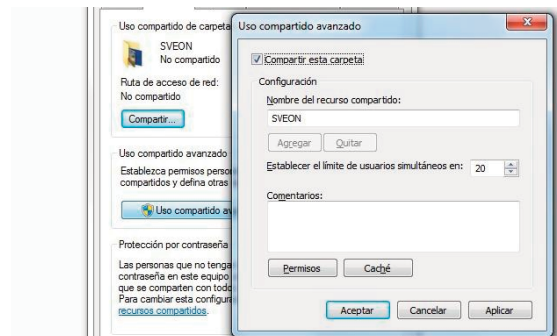 Uso compartido de carpeta
SVEON
No compartido
Ruta de acceso de red:
No compartido
Compartir...
Uso compartido avanzado
Establezca permisos perso
compartidos y defina otras
Uso compartido av
Protección por contraseña
Las personas que no tenga
contraseña en este equipo
que se comparten con todo
Para cambiar esta configura
recursos compartidos.
Uso compartido avanzado
Compartir esta carpeta
Configuración
Nombre del recurso compartido:
SVEON
Agregar Quitar
Establecer el límite de usuarios simultáneos en: 20
Comentarios:
Permisos Caché
Aceptar Cancelar Aplicar